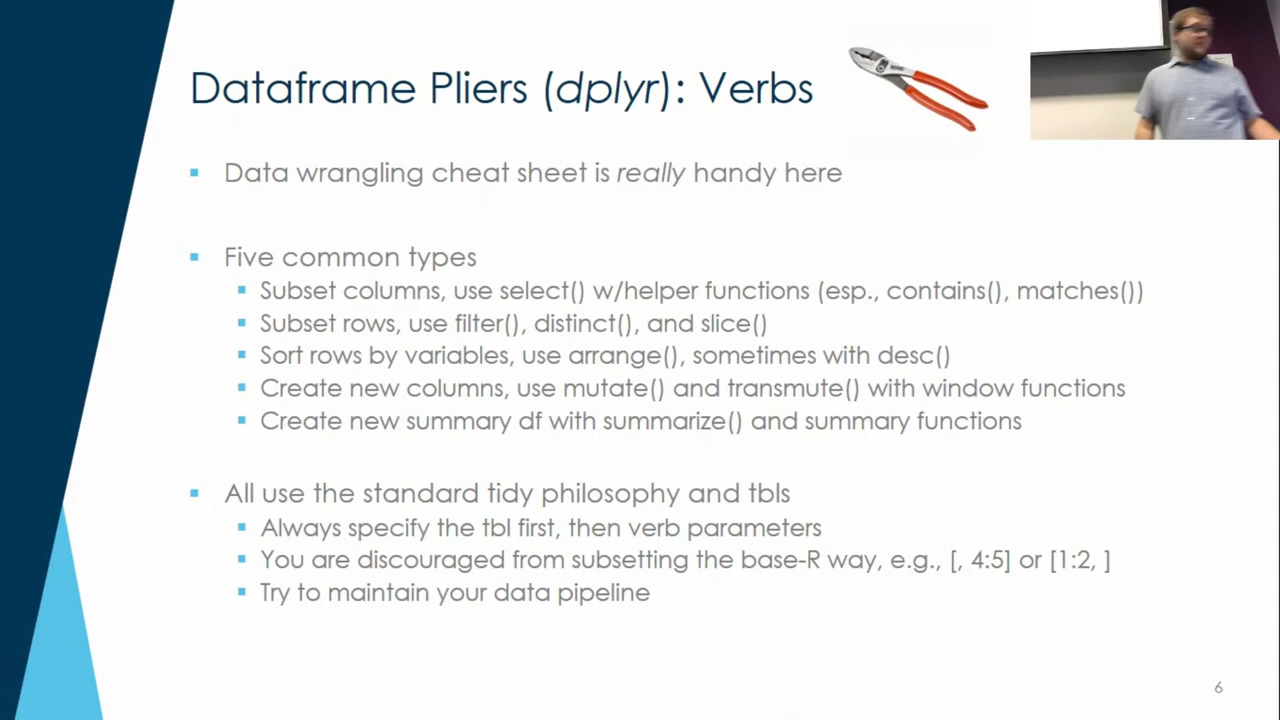 Dataframe Pliers (dplyr): Verbs
Data wrangling cheat sheet is really handy here
Five common types
Subset columns, use select() w/helper functions (esp., contains(), matches())
Subset rows, use filter(), distinct(), and slice()
Sort rows by variables, use arrange(), sometimes with desc()
Create new columns, use mutate() and transmute() with window functions
Create new summary df with summarize() and summary functions
All use the standard tidy philosophy and tbls
Always specify the tbl first, then verb parameters
You are discouraged from subsetting the base-R way, e.g., [, 4:5] or [1:2, ]
Try to maintain your data pipeline
6